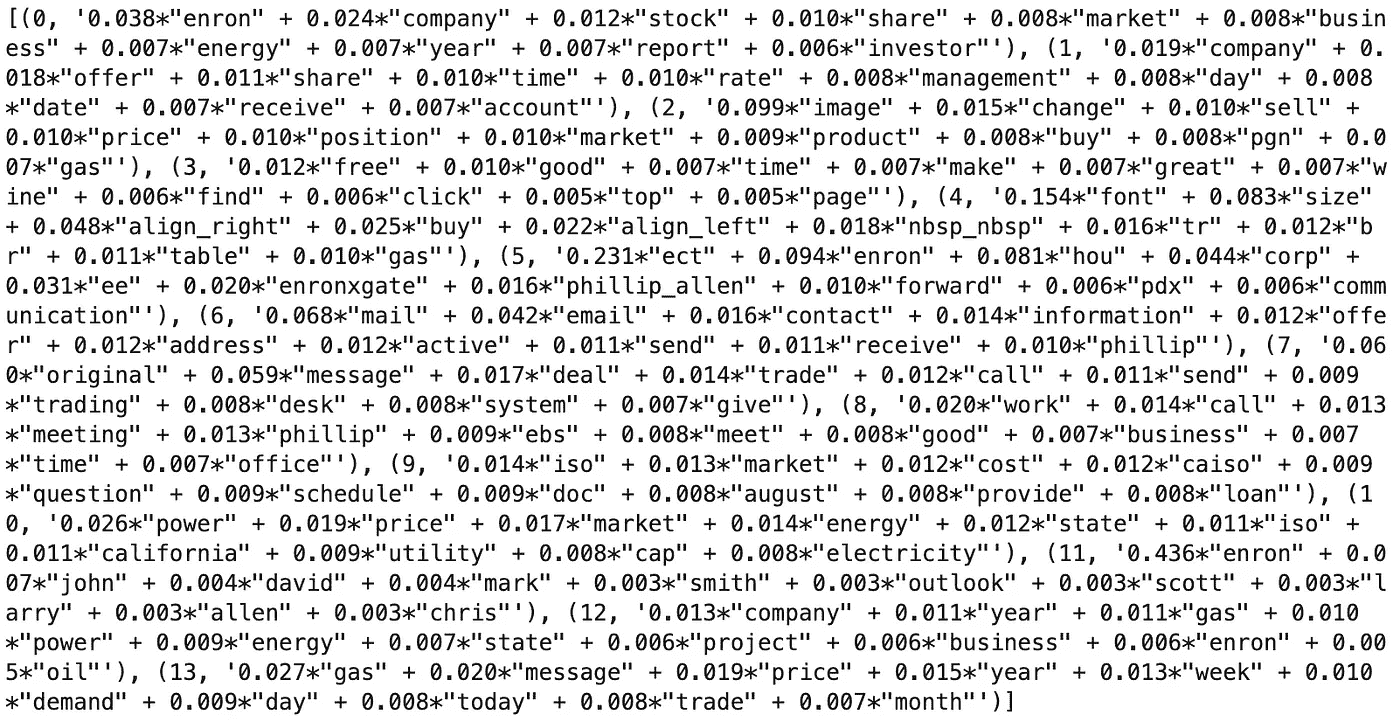 [(0, '0.038*"enron" + 0.024*"company" + 0.012*"stock" + 0.010*"share" + 0.008*"market" + 0.008*"busin
ess" + 0.007*"energy" + 0.007*"year" + 0.007*"report" + 0.006*"investor"'), (1, '0.019*"company" + 0.
018*"offer" + 0.011*"share" + 0.010*"time" + 0.010*"rate" + 0.008*"management" + 0.008*"day" + 0.008
*"date" + 0.007*"receive" + 0.007*"account"'), (2, '0.099*"image" + 0.015*"change" + 0.010*"sell" +
0.010*"price" + 0.010*"position" + 0.010*"market" + 0.009*"product" + 0.008*"buy" + 0.008*"pgn" + 0.0
07*"gas"'), (3, '0.012*"free" + 0.010*"good" + 0.007*"time" + 0.007*"make" + 0.007*"great" + 0.007*"w
ine" + 0.006*"find" + 0.006*"click" + 0.005*"top" + 0.005*"page"'), (4, '0.154*"font" + 0.083*"size"
+ 0.048*"align_right" + 0.025*"buy" + 0.022*"align_left" + 0.018*"nbsp_nbsp" + 0.016*"tr" + 0.012*"b
r" + 0.011*"table" + 0.010*"gas"'), (5, '0.231*"ect" + 0.094*"enron" + 0.081*"hou" + 0.044*"corp" +
0.031*"ee" + 0.020*"enronxgate" + 0.016*"phillip_allen" + 0.010*"forward" + 0.006*"pdx" + 0.006*"comm
unication"'), (6, '0.068*"mail" + 0.042*"email" + 0.016*"contact" + 0.014*"information" + 0.012*"offe
r" + 0.012*"address" + 0.012*"active" + 0.011*"send" + 0.011*"receive" + 0.010*"phillip"'), (7, '0.06
0*"original" + 0.059*"message" + 0.017*"deal" + 0.014*"trade" + 0.012*"call" + 0.011*"send" + 0.009
*"trading" + 0.008*"desk" + 0.008*"system" + 0.007*"give"'), (8, '0.020*"work" + 0.014*"call" + 0.013
*"meeting" + 0.013*"phillip" + 0.009*"ebs" + 0.008*"meet" + 0.008*"good" + 0.007*"business" + 0.007
*"time" + 0.007*"office"'), (9, '0.014*"iso" + 0.013*"market" + 0.012*"cost" + 0.012*"caiso" + 0.009
*"question" + 0.009*"schedule" + 0.009*"doc" + 0.008*"august" + 0.008*"provide" + 0.008*"loan"'), (1
0, '0.026*"power" + 0.019*"price" + 0.017*"market" + 0.014*"energy" + 0.012*"state" + 0.011*"iso" +
0.011*"california" + 0.009*"utility" + 0.008*"cap" + 0.008*"electricity"'), (11, '0.436*"enron" + 0.0
07*"john" + 0.004*"david" + 0.004*"mark" + 0.003*"smith" + 0.003*"outlook" + 0.003*"scott" + 0.003*"l
arry" + 0.003*"allen" + 0.003*"chris"'), (12, '0.013*"company" + 0.011*"year" + 0.011*"gas" + 0.010
*"power" + 0.009*"energy" + 0.007*"state" + 0.006*"project" + 0.006*"business" + 0.006*"enron" + 0.00
5*"oil"'), (13, '0.027*"gas" + 0.020*"message" + 0.019*"price" + 0.015*"year" + 0.013*"week" + 0.010
*"demand" + 0.009*"day" + 0.008*"today" + 0.008*"trade" + 0.007*"month"')]